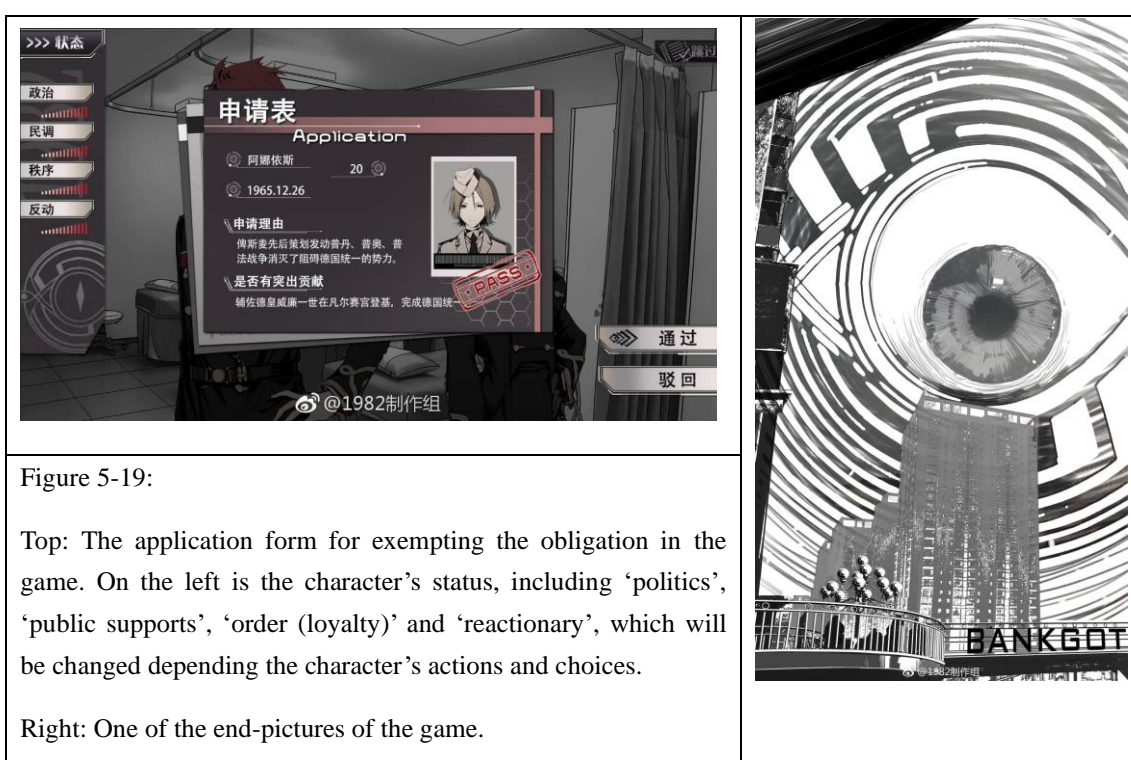 >>> 状态
跳过
政治
民调
秩序
反动
申请表
Application
阿娜依斯
20
1965.12.26
申请理由
俾斯麦先后策划发动普丹、普奥、普
法战争消灭了阻碍德国统一的势力。
是否有突出贡献
辅佐德皇威廉一世在凡尔赛宫登基，完成德国统一
PASS
通过
驳回
@1982制作组
BANKGOT
@1982制作组
Figure 5-19:
Top: The application form for exempting the obligation in the
game. On the left is the character’s status, including ‘politics’,
‘public supports’, ‘order (loyalty)’ and ‘reactionary’, which will
be changed depending the character’s actions and choices.
Right: One of the end-pictures of the game.